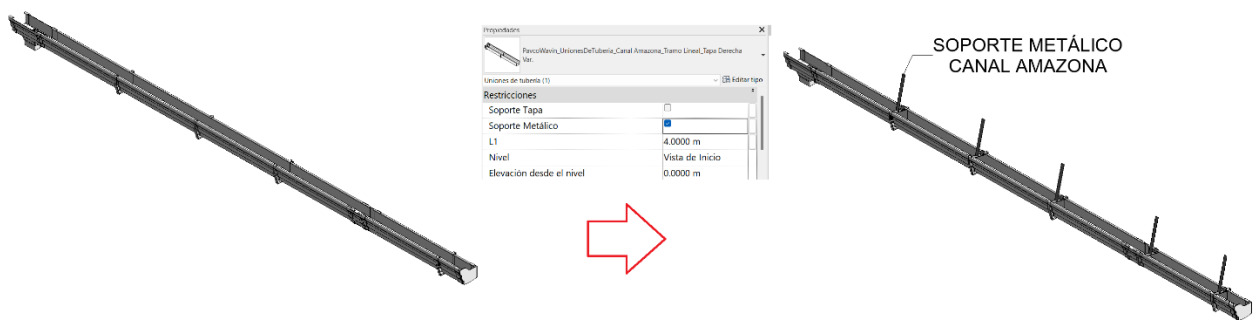 Propiedades
PavcoWavin_UnionesDeTuberia_Canal Amazona_Tramo Lineal_Tapa Derecha
Var.
Uniones de tubería (1)
Editar tipo
Restricciones
Soporte Tapa
Soporte Metálico
L1 4.0000 m
Nivel Vista de Inicio
Elevación desde el nivel 0.0000 m
SOPORTE METÁLICO
CANAL AMAZONA